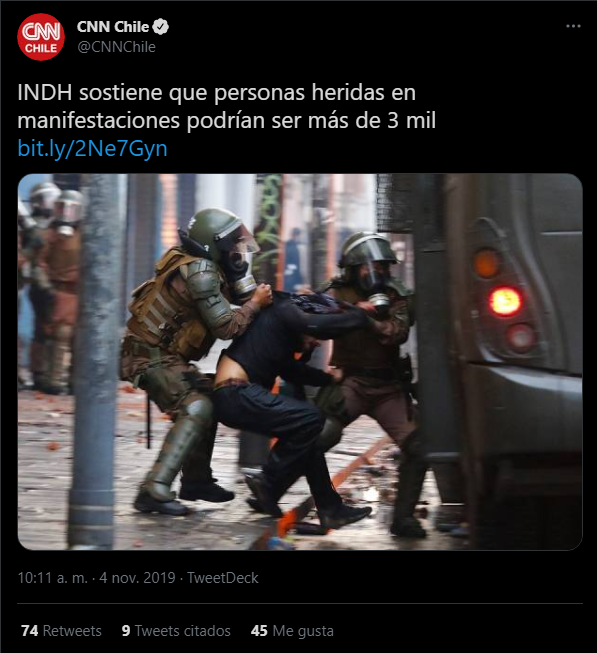 CNN CHILE
CNN Chile
@CNNChile
INDH sostiene que personas heridas en
manifestaciones podrían ser más de 3 mil
bit.ly/2Ne7Gyn
10:11 a. m. · 4 nov. 2019 · TweetDeck
74 Retweets 9 Tweets citados 45 Me gusta